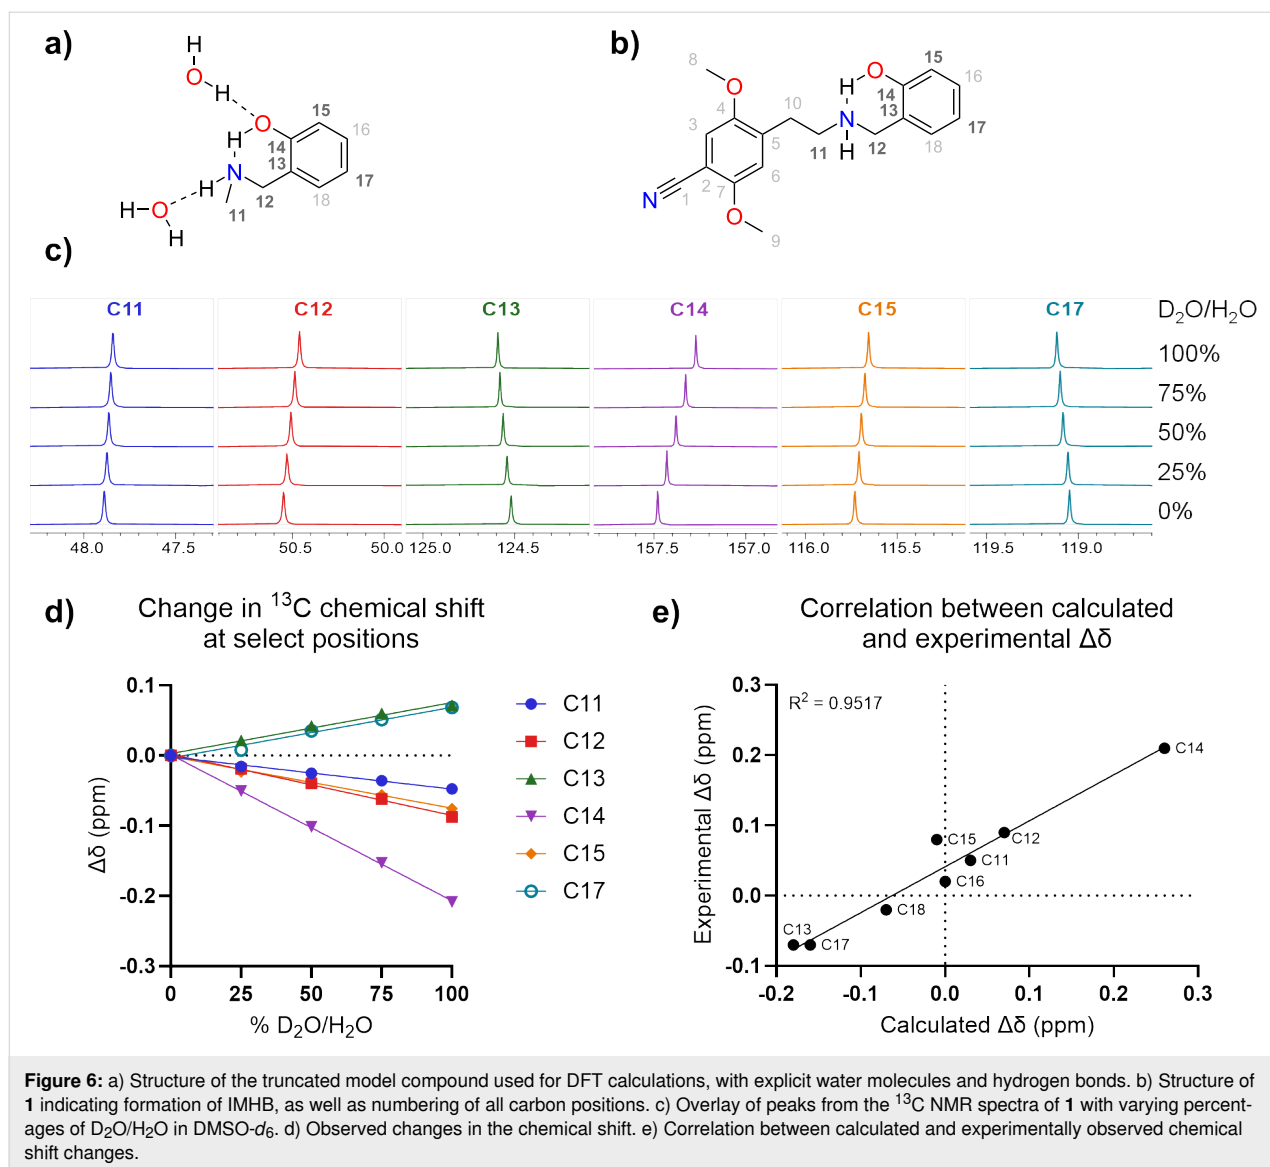 a)
H
O
H
O
H
N
H
H
O
H
14
13
12
11
15
16
17
18
b)
8
O
4
3
10
5
6
2
7
1
N
O
9
11
N
H
H
O
12
13
14
15
16
17
18
c)
C11 C12 C13 C14 C15 C17 D2O/H2O
100%
75%
50%
25%
0%
48.0 47.5 50.5 50.0 125.0 124.5 157.5 157.0 116.0 115.5 119.5 119.0
d)
Change in 13C chemical shift
at select positions
0.1
0.0
-0.1
-0.2
-0.3
Δδ (ppm)
0 25 50 75 100
% D2O/H2O
C11
C12
C13
C14
C15
C17
e)
Correlation between calculated
and experimental Δδ
R2 = 0.9517
0.3
0.2
0.1
0.0
-0.1
Experimental Δδ (ppm)
C14
C15
C12
C11
C16
C18
C13
C17
-0.2 -0.1 0.0 0.1 0.2 0.3
Calculated Δδ (ppm)
Figure 6: a) Structure of the truncated model compound used for DFT calculations, with explicit water molecules and hydrogen bonds. b) Structure of
1 indicating formation of IMHB, as well as numbering of all carbon positions. c) Overlay of peaks from the 13C NMR spectra of 1 with varying percent-
ages of D2O/H2O in DMSO-d6. d) Observed changes in the chemical shift. e) Correlation between calculated and experimentally observed chemical
shift changes.